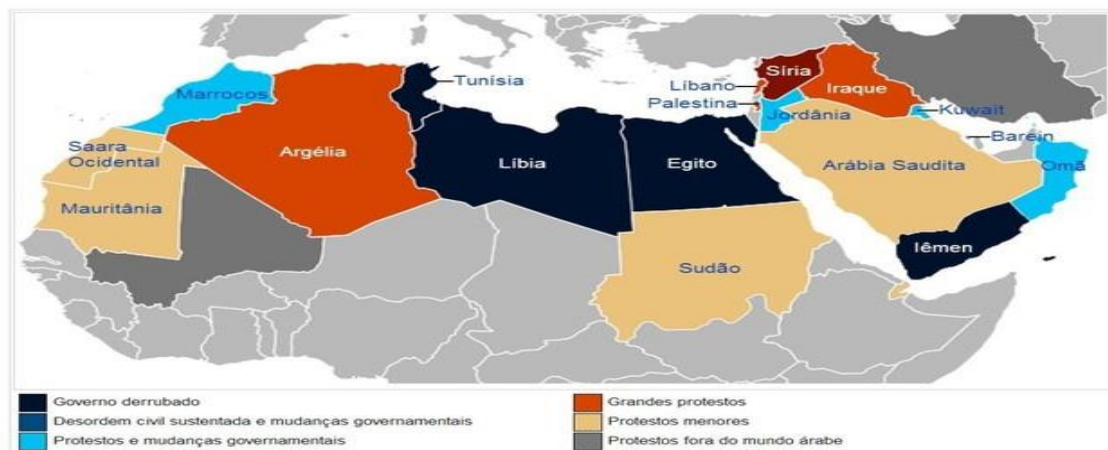 Tunísia
Síria
Marrocos
Líbano
Iraque
Palestina
Kuwait
Jordânia
Barein
Saara
Ocidental
Argélia
Líbia
Egito
Arábia Saudita
Omã
Mauritânia
Iêmen
Sudão
Governo derrubado
Desordem civil sustentada e mudanças governamentais
Protestos e mudanças governamentais
Grandes protestos
Protestos menores
Protestos fora do mundo árabe